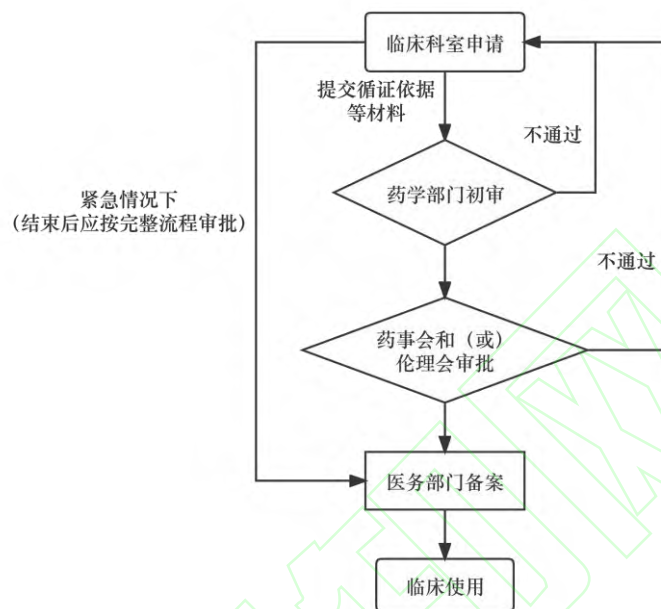 临床科室申请
提交循证依据
等材料
不通过
药学部门初审
紧急情况下
（结束后应按完整流程审批）
不通过
药事会和（或）
伦理会审批
医务部门备案
临床使用